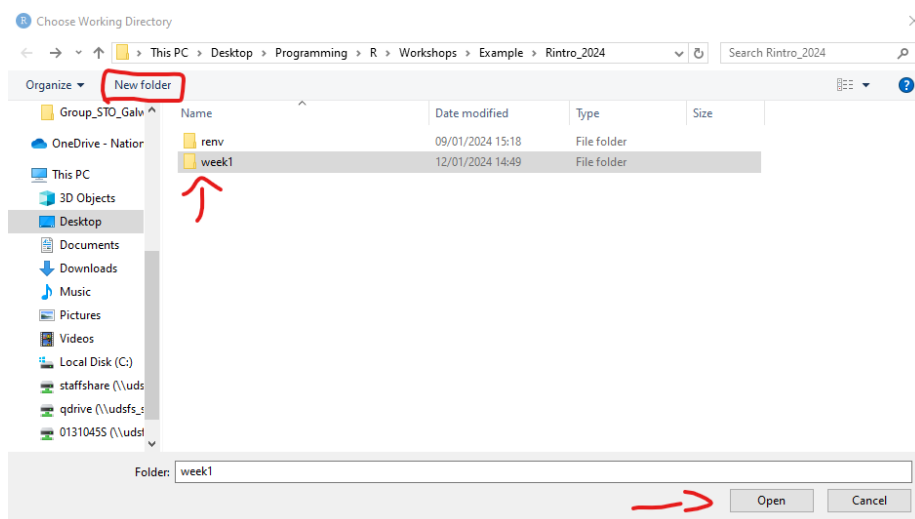 R Choose Working Directory
This PC > Desktop > Programming > R > Workshops > Example > Rintro_2024
Search Rintro_2024
Organize
New folder
?
Name
Date modified
Type
Size
renv
09/01/2024 15:18
File folder
week1
12/01/2024 14:49
File folder
Group_STO_Galw
OneDrive - Nation
This PC
3D Objects
Desktop
Documents
Downloads
Music
Pictures
Videos
Local Disk (C:)
staffshare (\\uds
qdrive (\\udsfs_s
0131045S (\\udst
Folder: week1
Open
Cancel